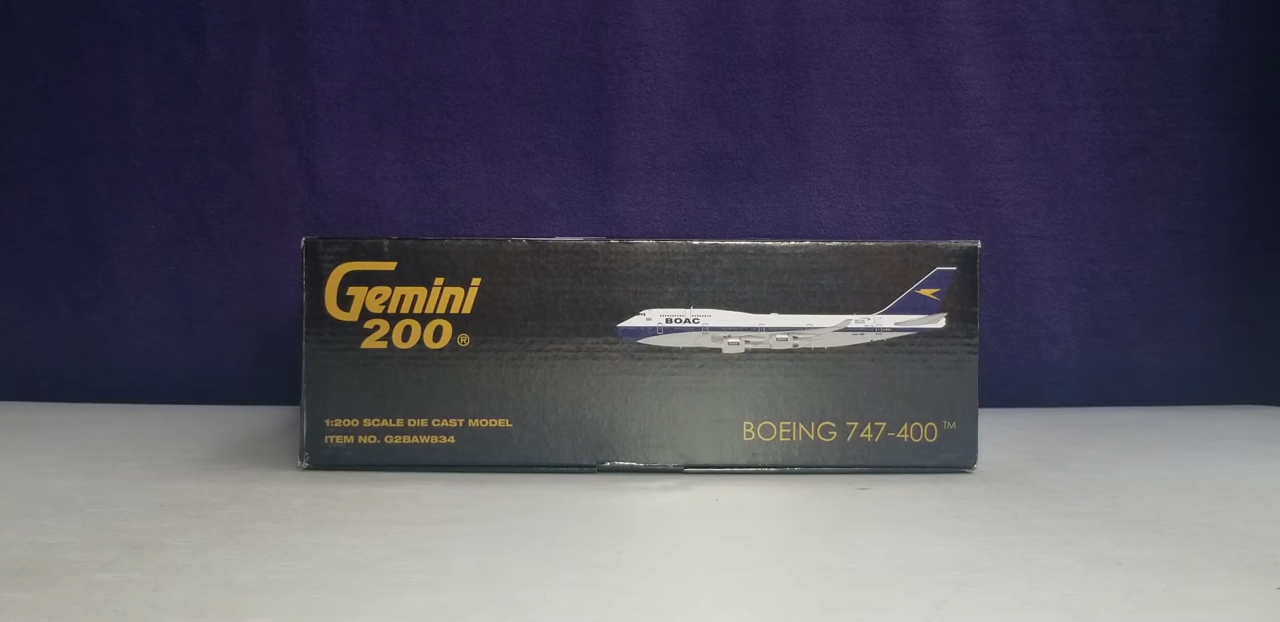 Gemini
200®
BOAC
1:200 SCALE DIE CAST MODEL
ITEM NO. G2BAW834
BOEING 747-400™